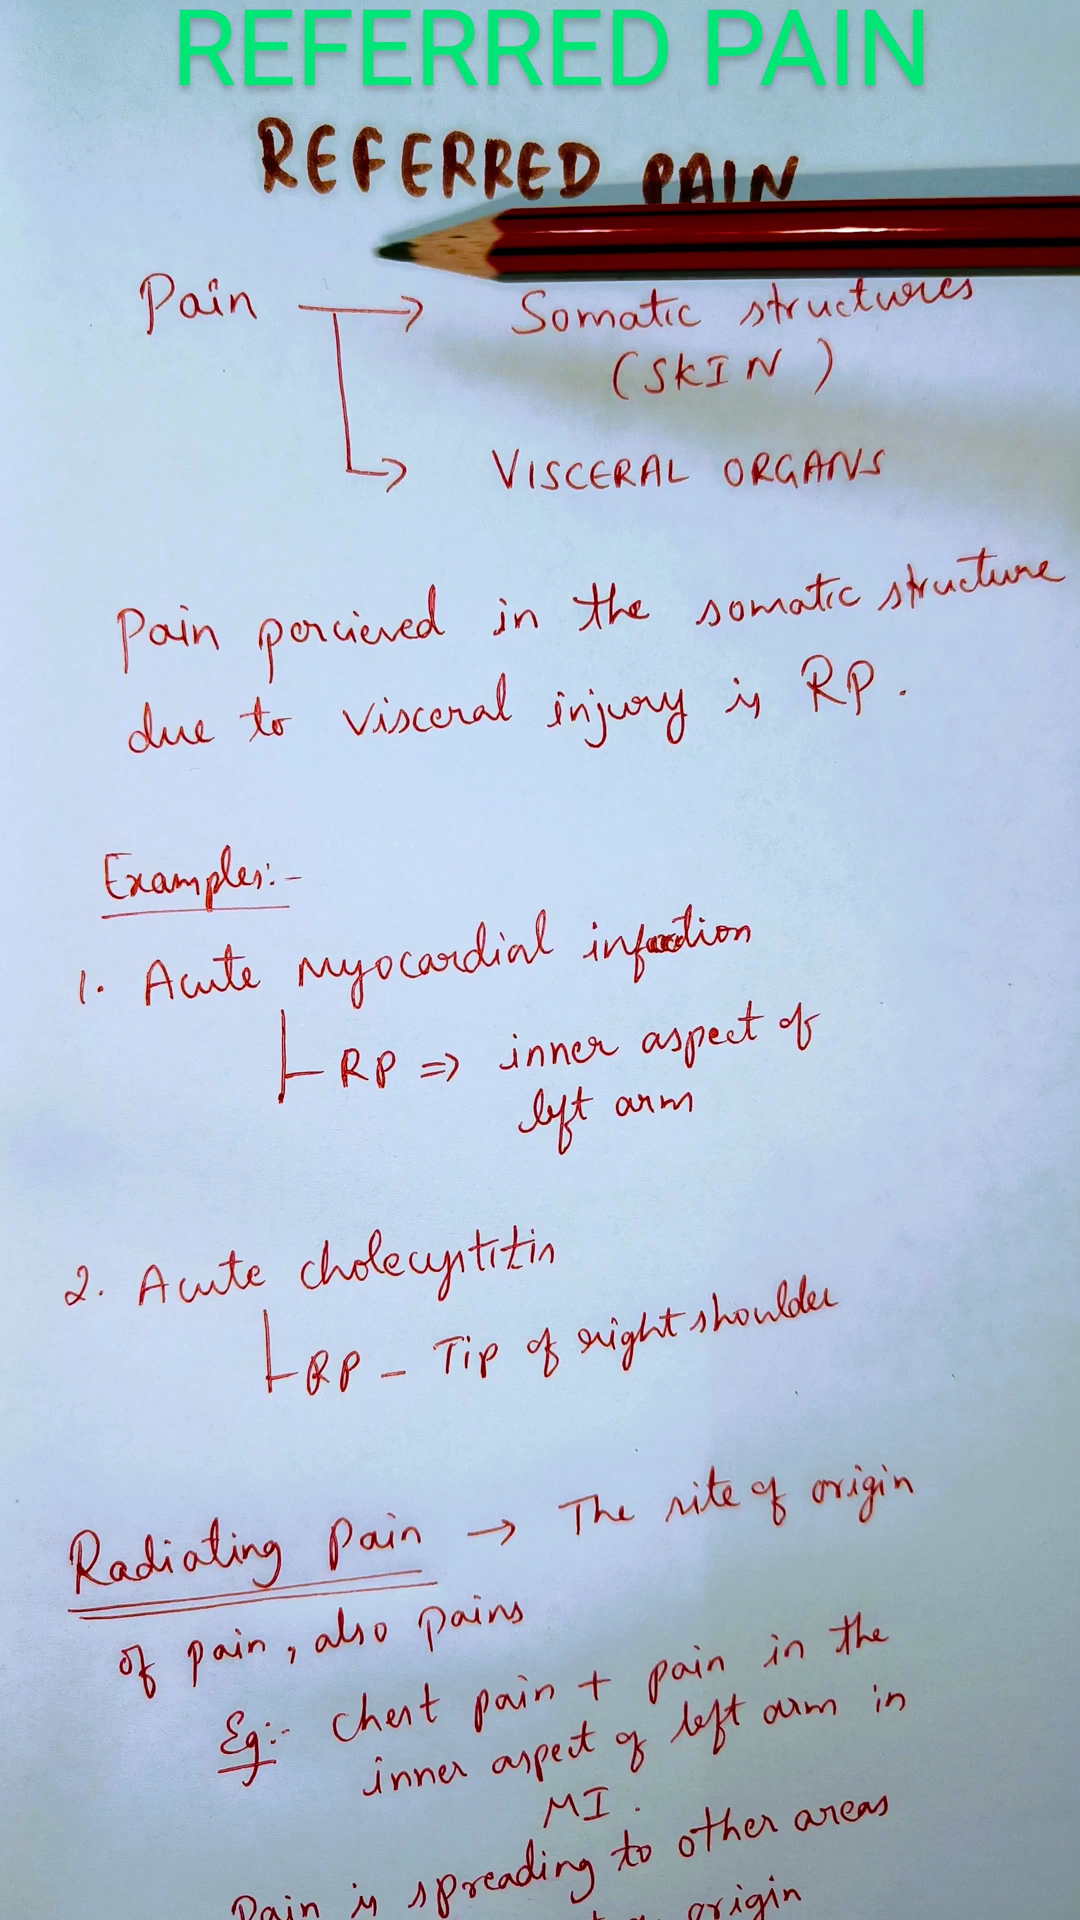 REFERRED PAIN
REFERRED PAIN
Pain → Somatic structures
(SKIN)
→ VISCERAL ORGANS
Pain percieved in the somatic structure
due to visceral injury is RP.
Examples:-
1. Acute Myocardial infarction
RP => inner aspect of
left arm
2. Acute cholecystitis
RP - Tip of right shoulder
Radiating Pain → The site of origin
of pain, also pains
Eg:- Chest pain + pain in the
inner aspect of left arm in
MI.
Pain is spreading to other areas
origin